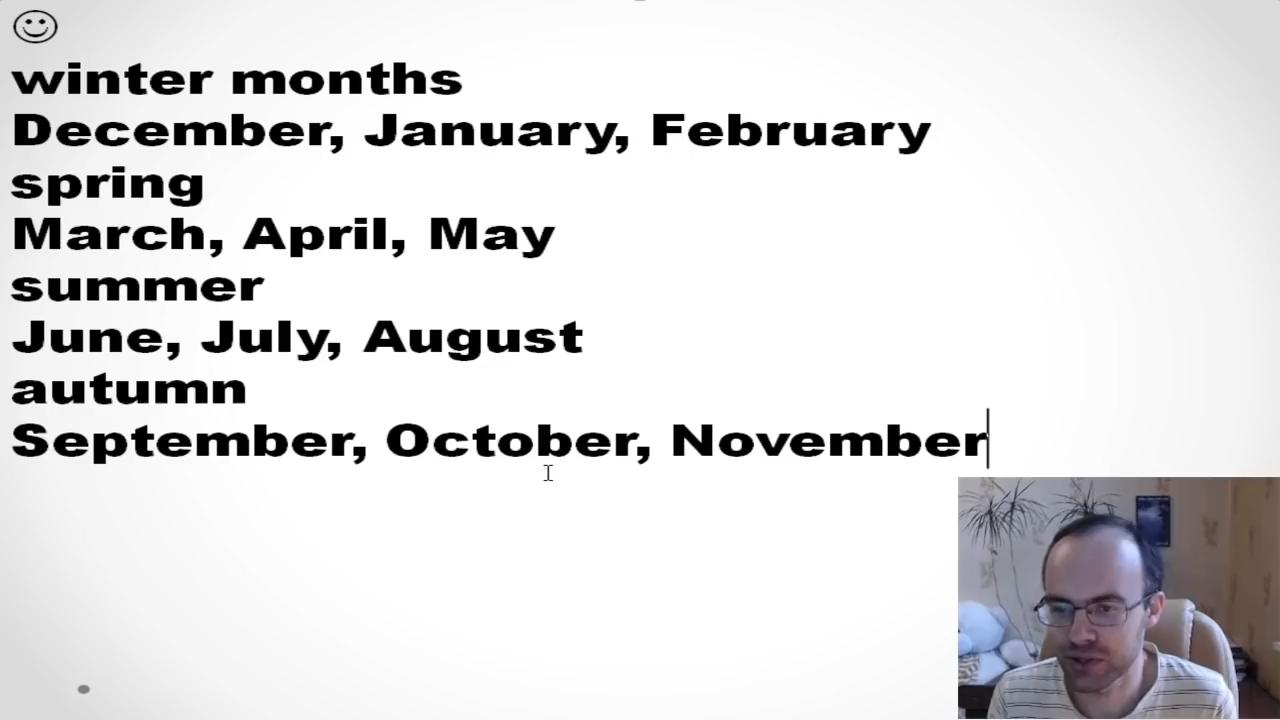 winter months
December, January, February
spring
March, April, May
summer
June, July, August
autumn
September, October, November